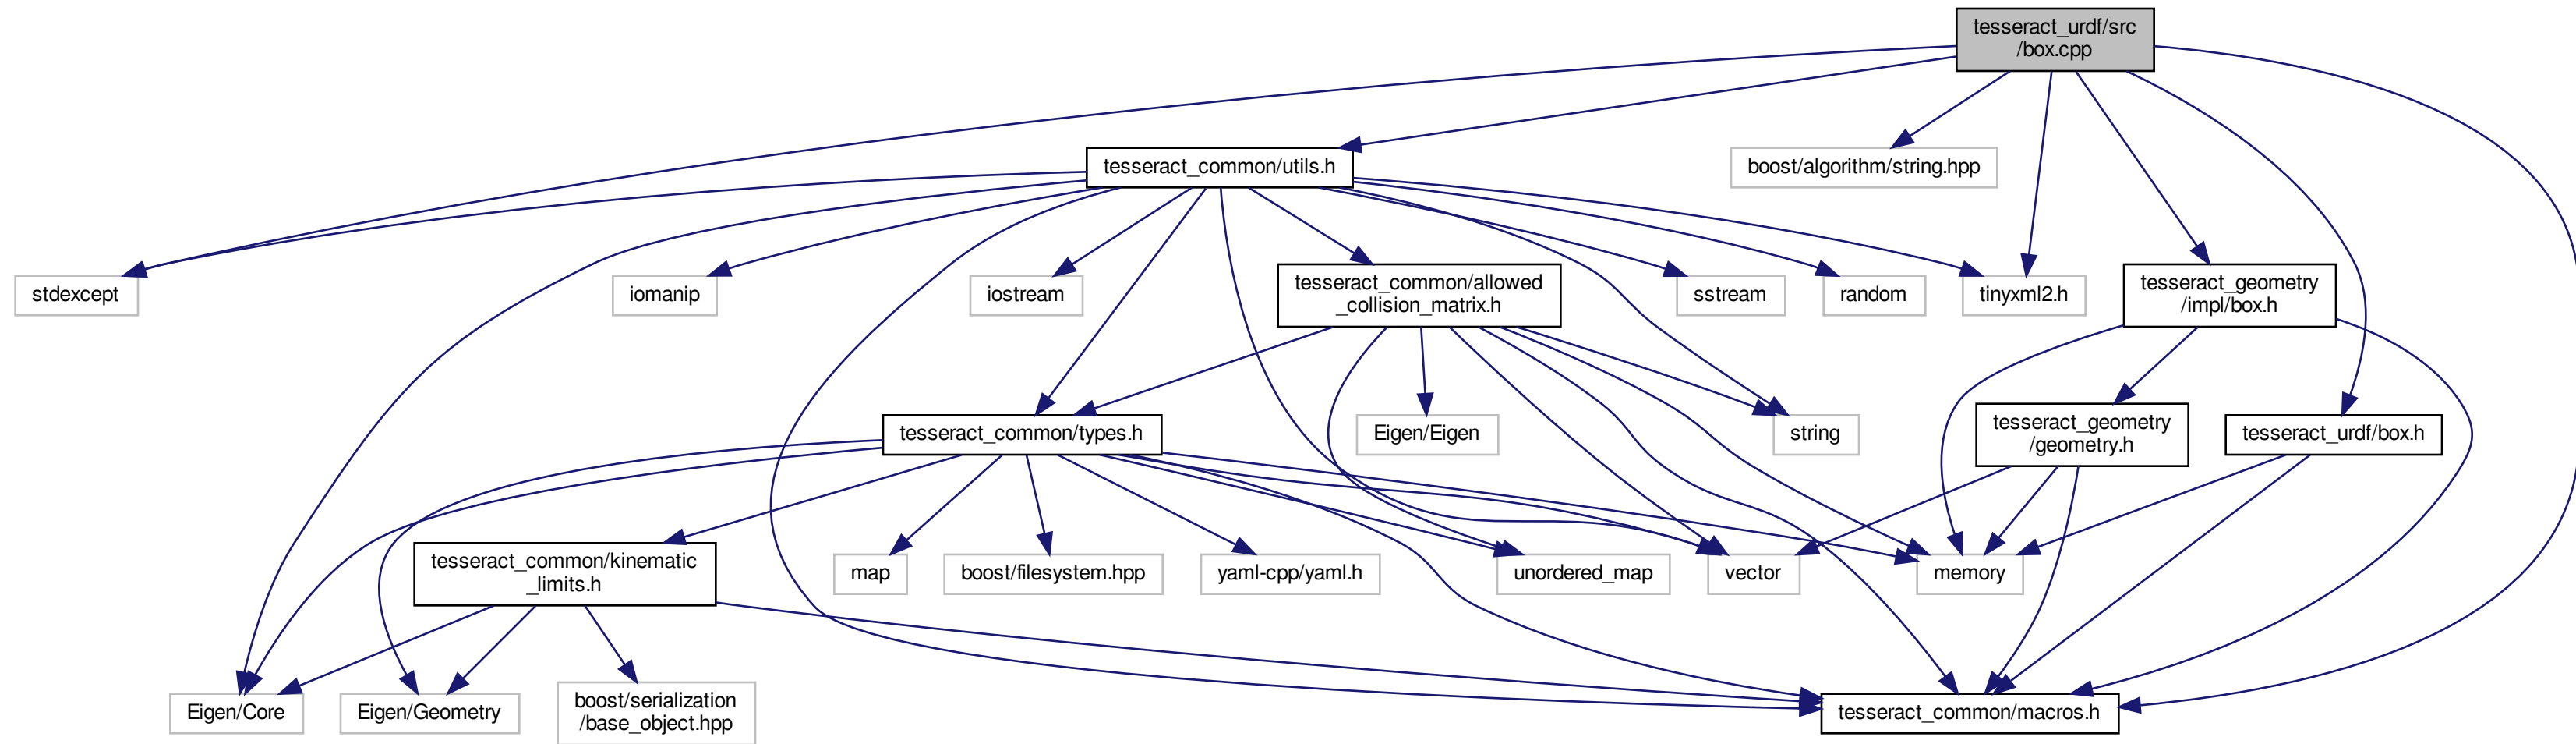 tesseract_urdf/src
/box.cpp
tesseract_common/utils.h
boost/algorithm/string.hpp
stdexcept
iomanip
iostream
tesseract_common/allowed
_collision_matrix.h
sstream
random
tinyxml2.h
tesseract_geometry
/impl/box.h
tesseract_common/types.h
Eigen/Eigen
string
tesseract_geometry
/geometry.h
tesseract_urdf/box.h
tesseract_common/kinematic
_limits.h
map
boost/filesystem.hpp
yaml-cpp/yaml.h
unordered_map
vector
memory
Eigen/Core
Eigen/Geometry
boost/serialization
/base_object.hpp
tesseract_common/macros.h